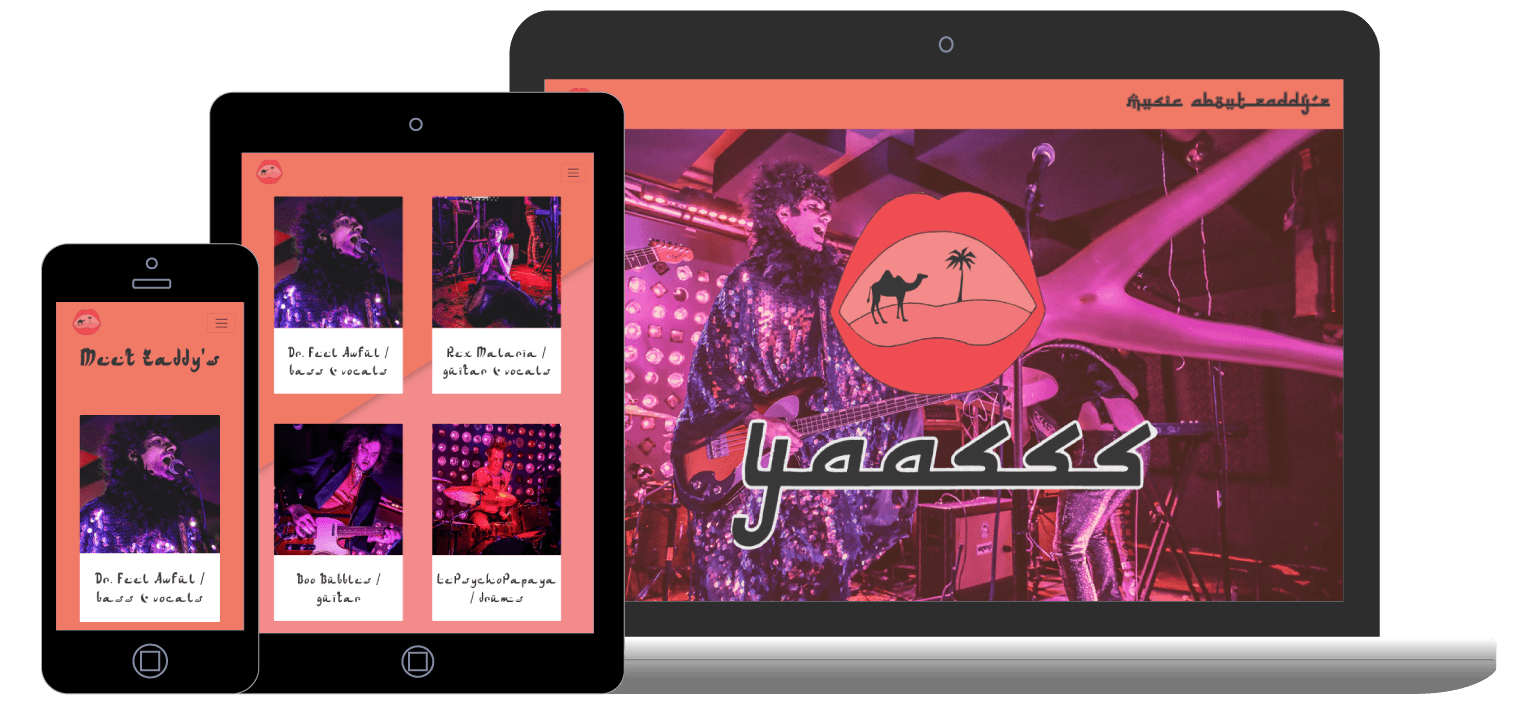 Meet Zaddy's
Dr. Feel Awful /
bass & vocals
Dr. Feel Awful /
bass & vocals
Rex Malaria /
guitar & vocals
Boo Bubbles /
guitar
LePsychoPapaya
/ drums
music about zaddy's
yaasss